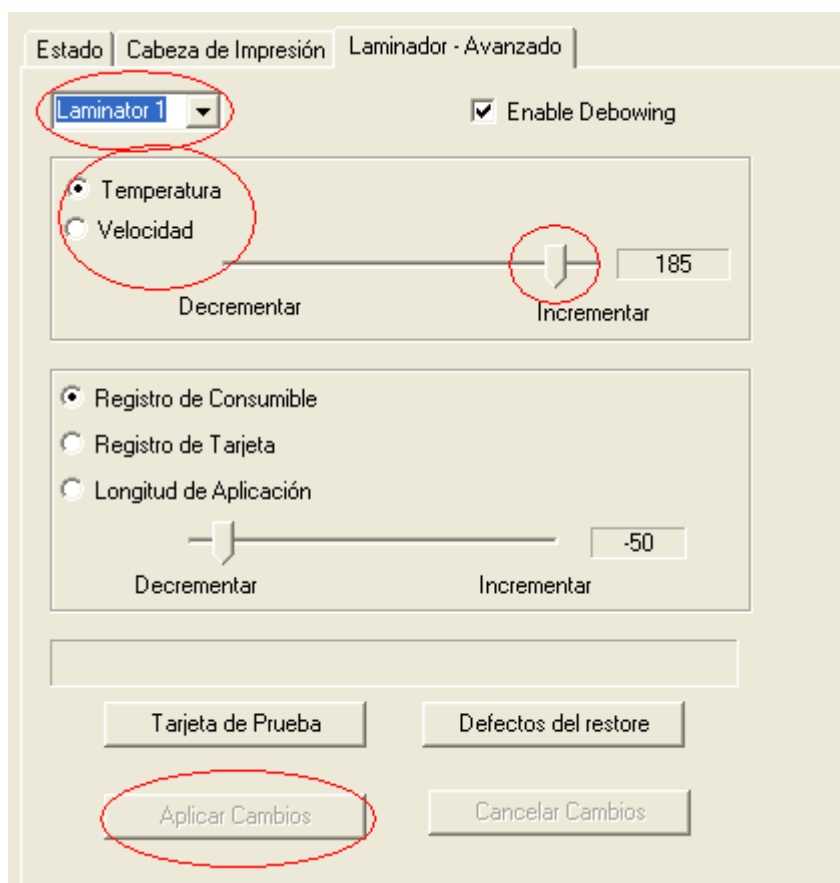 Estado Cabeza de Impresión Laminador - Avanzado
Laminator 1 Enable Debowing
Temperatura
Velocidad
185
Decrementar Incrementar
Registro de Consumible
Registro de Tarjeta
Longitud de Aplicación
-50
Decrementar Incrementar
Tarjeta de Prueba Defectos del restore
Aplicar Cambios Cancelar Cambios